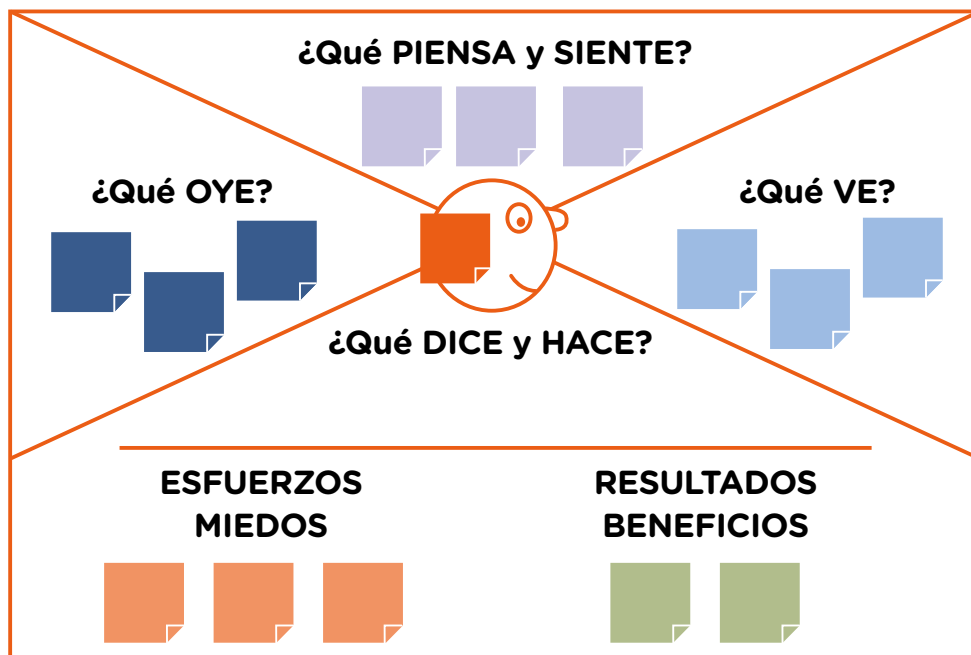 ¿Qué PIENSA y SIENTE?
¿Qué OYE?
¿Qué VE?
¿Qué DICE y HACE?
ESFUERZOS
MIEDOS
RESULTADOS
BENEFICIOS